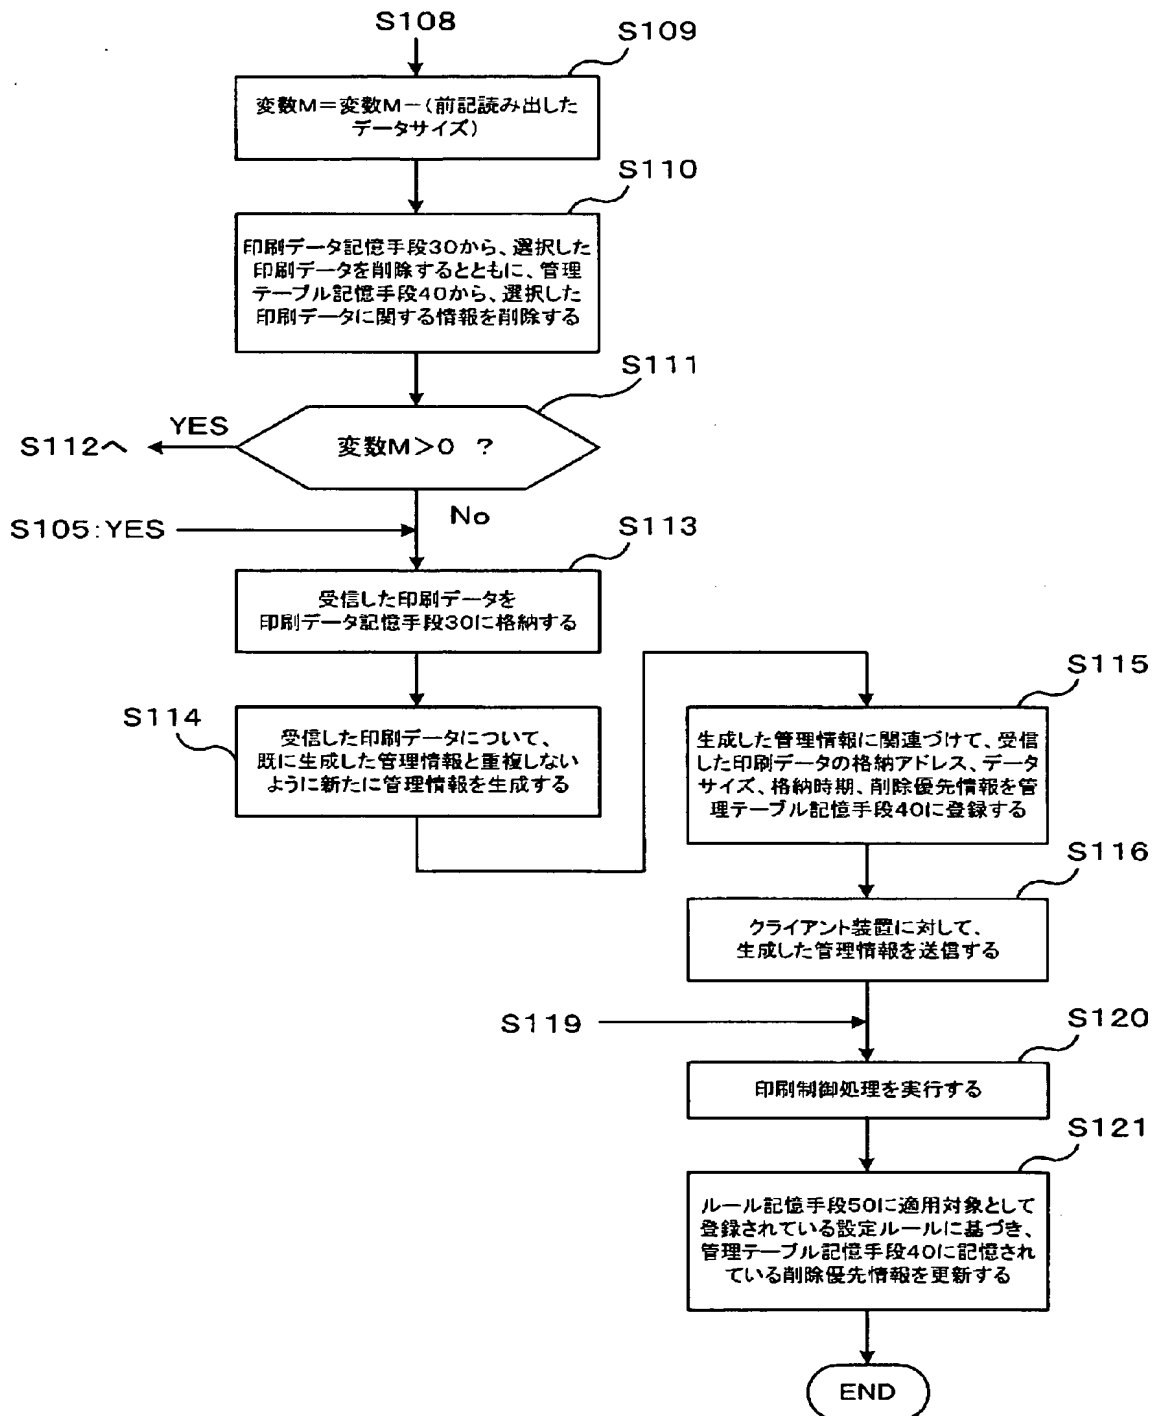 S108
S109
変数M=変数M-(前記読み出した
データサイズ)
S110
印刷データ記憶手段30から、選択した
印刷データを削除するとともに、管理
テーブル記憶手段40から、選択した
印刷データに関する情報を削除する
S111
変数M>0 ?
YES
S112へ
No
S105:YES
S113
受信した印刷データを
印刷データ記憶手段30に格納する
S114
受信した印刷データについて、
既に生成した管理情報と重複しない
ように新たに管理情報を生成する
S115
生成した管理情報に関連づけて、受信
した印刷データの格納アドレス、データ
サイズ、格納時期、削除優先情報を管
理テーブル記憶手段40に登録する
S116
クライアント装置に対して、
生成した管理情報を送信する
S119
S120
印刷制御処理を実行する
S121
ルール記憶手段50に適用対象として
登録されている設定ルールに基づき、
管理テーブル記憶手段40に記憶され
ている削除優先情報を更新する
END